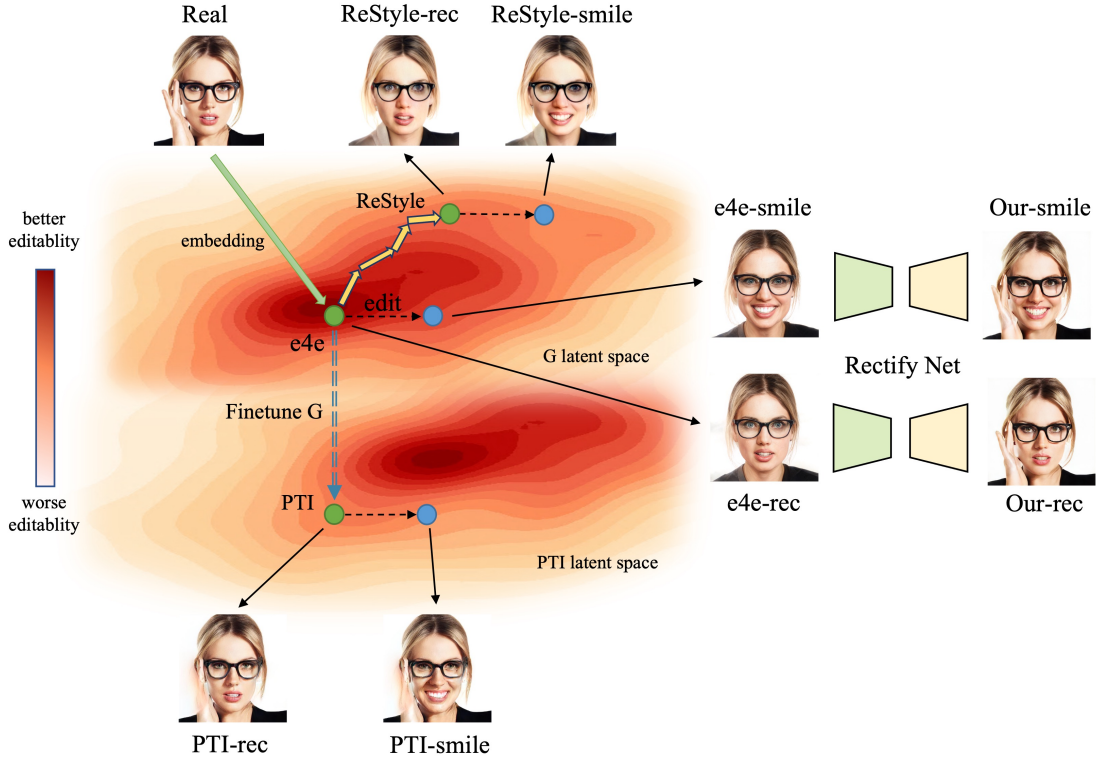 Real
ReStyle-rec
ReStyle-smile
better
editablity
worse
editablity
embedding
ReStyle
edit
e4e
G latent space
Finetune G
PTI
PTI latent space
e4e-smile
Our-smile
Rectify Net
e4e-rec
Our-rec
PTI-rec
PTI-smile